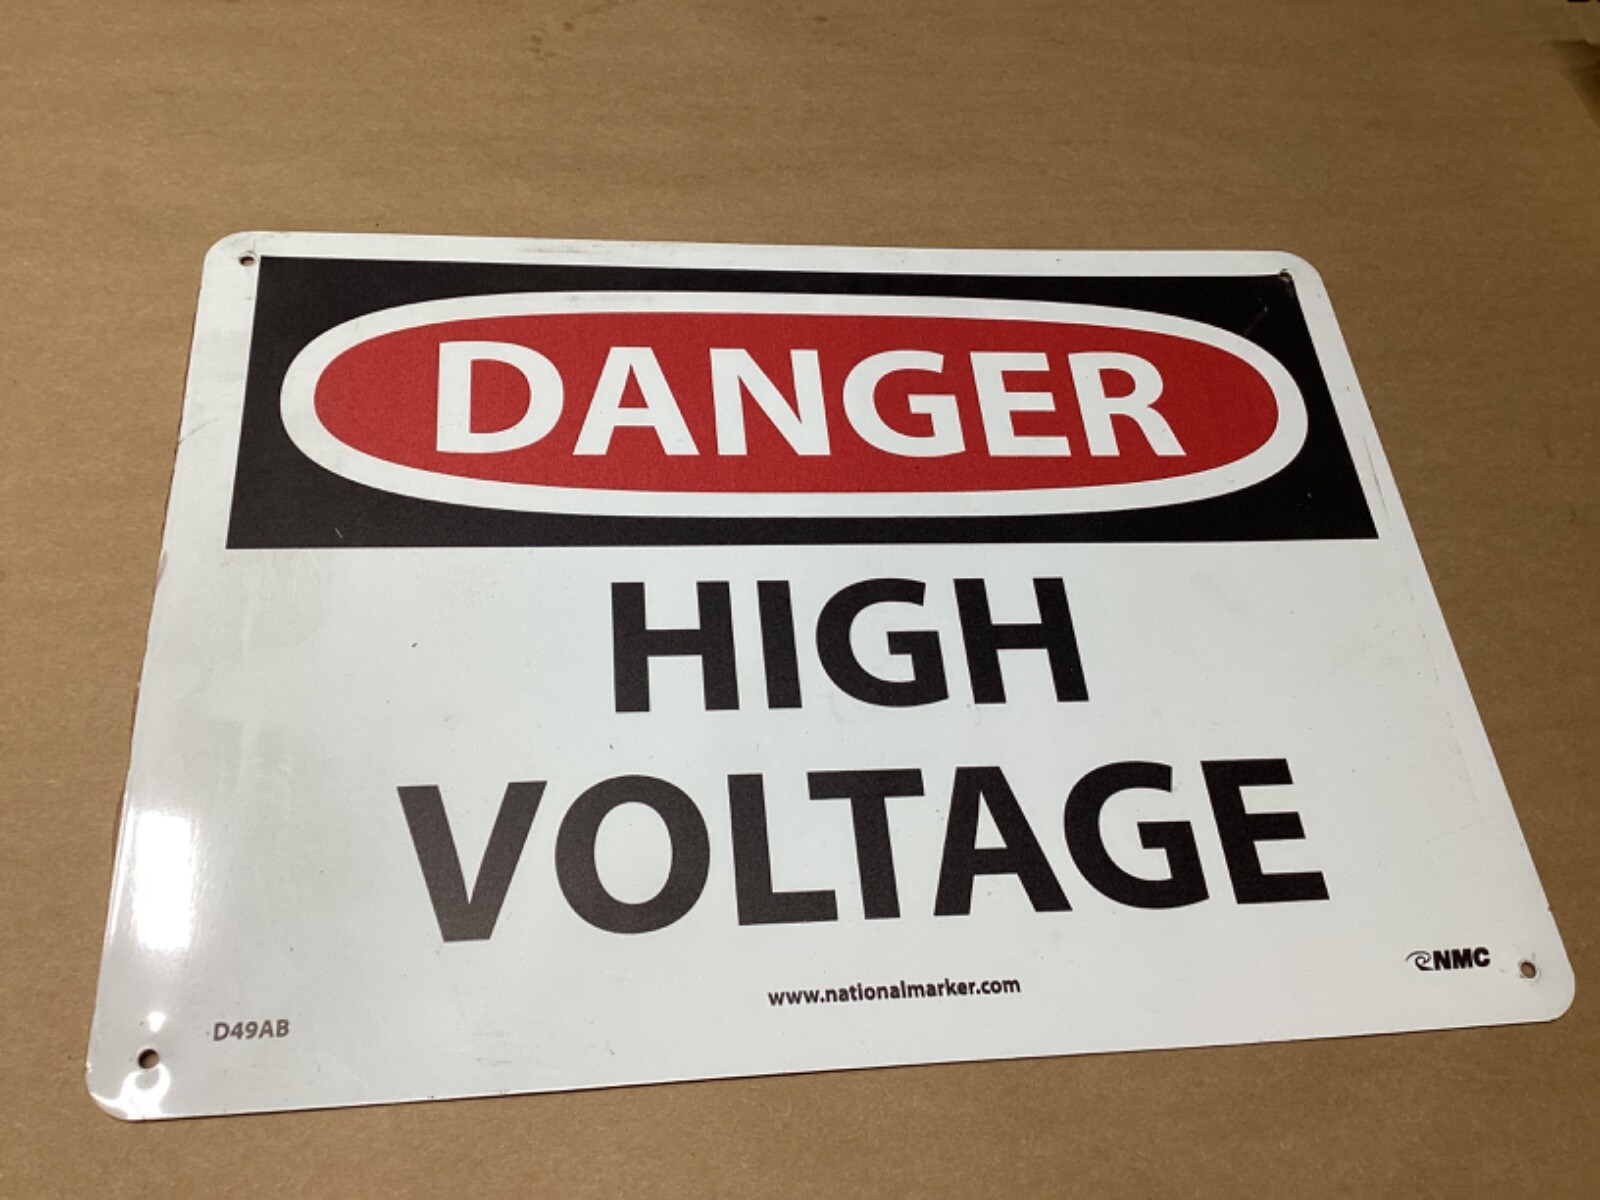 DANGER
HIGH
VOLTAGE
NMC
www.nationalmarker.com
D49AB